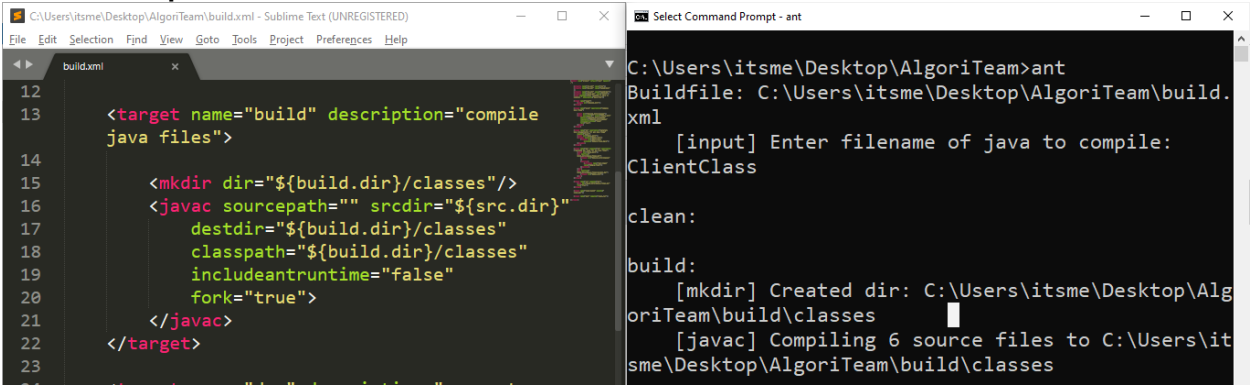 C:\Users\itsme\Desktop\AlgoriTeam\build.xml - Sublime Text (UNREGISTERED)
File Edit Selection Find View Goto Tools Project Preferences Help
build.xml
12
13 <target name="build" description="compile
java files">
14
15 <mkdir dir="${build.dir}/classes"/>
16 <javac sourcepath="" srcdir="${src.dir}"
17 destdir="${build.dir}/classes"
18 classpath="${build.dir}/classes"
19 includeantruntime="false"
20 fork="true">
21 </javac>
22 </target>
23
Select Command Prompt - ant
C:\Users\itsme\Desktop\AlgoriTeam>ant
Buildfile: C:\Users\itsme\Desktop\AlgoriTeam\build.
xml
[input] Enter filename of java to compile:
ClientClass
clean:
build:
[mkdir] Created dir: C:\Users\itsme\Desktop\Alg
oriTeam\build\classes
[javac] Compiling 6 source files to C:\Users\it
sme\Desktop\AlgoriTeam\build\classes